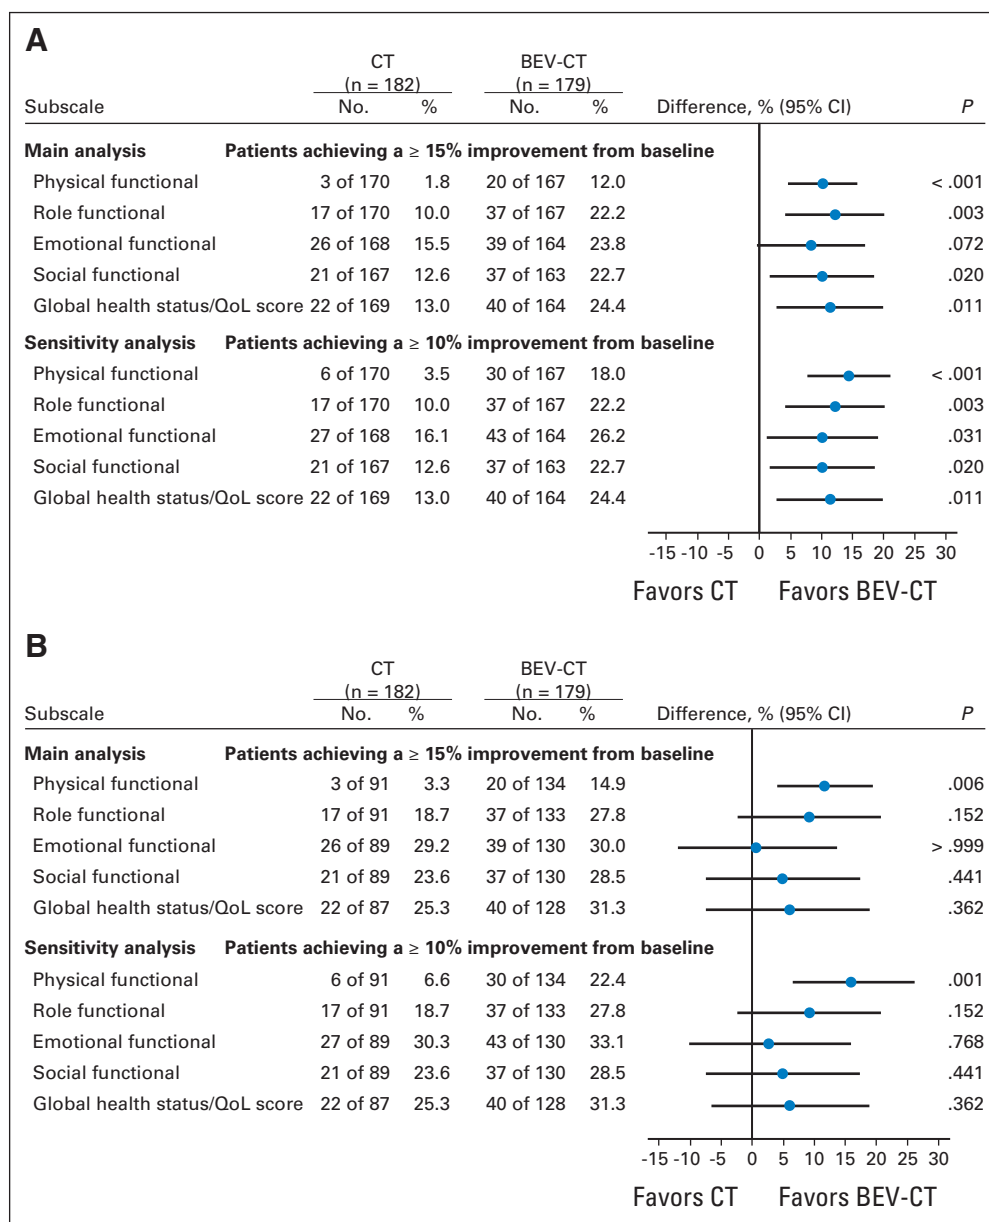 A
CT BEV-CT
(n = 182) (n = 179)
Subscale No. % No. % Difference, % (95% CI) P
Main analysis Patients achieving a ≥ 15% improvement from baseline
Physical functional 3 of 170 1.8 20 of 167 12.0 < .001
Role functional 17 of 170 10.0 37 of 167 22.2 .003
Emotional functional 26 of 168 15.5 39 of 164 23.8 .072
Social functional 21 of 167 12.6 37 of 163 22.7 .020
Global health status/QoL score 22 of 169 13.0 40 of 164 24.4 .011
Sensitivity analysis Patients achieving a ≥ 10% improvement from baseline
Physical functional 6 of 170 3.5 30 of 167 18.0 < .001
Role functional 17 of 170 10.0 37 of 167 22.2 .003
Emotional functional 27 of 168 16.1 43 of 164 26.2 .031
Social functional 21 of 167 12.6 37 of 163 22.7 .020
Global health status/QoL score 22 of 169 13.0 40 of 164 24.4 .011
-15 -10 -5 0 5 10 15 20 25 30
Favors CT Favors BEV-CT
B
CT BEV-CT
(n = 182) (n = 179)
Subscale No. % No. % Difference, % (95% CI) P
Main analysis Patients achieving a ≥ 15% improvement from baseline
Physical functional 3 of 91 3.3 20 of 134 14.9 .006
Role functional 17 of 91 18.7 37 of 133 27.8 .152
Emotional functional 26 of 89 29.2 39 of 130 30.0 > .999
Social functional 21 of 89 23.6 37 of 130 28.5 .441
Global health status/QoL score 22 of 87 25.3 40 of 128 31.3 .362
Sensitivity analysis Patients achieving a ≥ 10% improvement from baseline
Physical functional 6 of 91 6.6 30 of 134 22.4 .001
Role functional 17 of 91 18.7 37 of 133 27.8 .152
Emotional functional 27 of 89 30.3 43 of 130 33.1 .768
Social functional 21 of 89 23.6 37 of 130 28.5 .441
Global health status/QoL score 22 of 87 25.3 40 of 128 31.3 .362
-15 -10 -5 0 5 10 15 20 25 30
Favors CT Favors BEV-CT